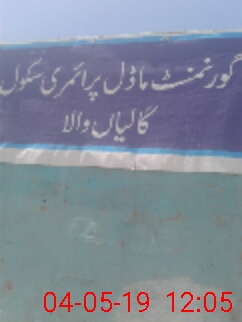 گورنمنٹ ماڈل پرائمری سکول
گالیاں والا
04-05-19 12:05